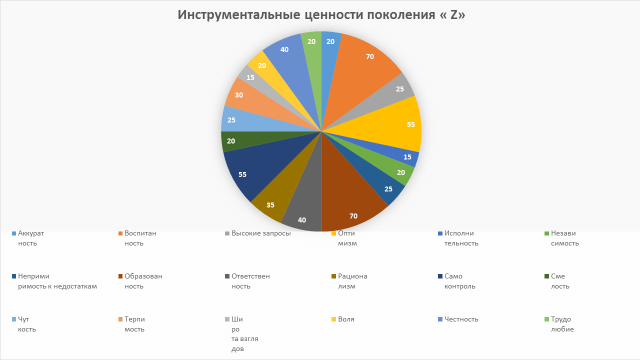 Инструментальные ценности поколения « Z»
20
20
70
25
55
15
20
25
70
40
35
55
20
25
30
15
20
40
Аккурат
ность
Воспитан
ность
Высокие запросы
Опти
мизм
Исполни
тельность
Незави
симость
Неприми
римость к недостаткам
Образован
ность
Ответствен
ность
Рациона
лизм
Само
контроль
Сме
лость
Чут
кость
Терпи
мость
Ши
ро
та взгля
дов
Воля
Честность
Трудо
любие